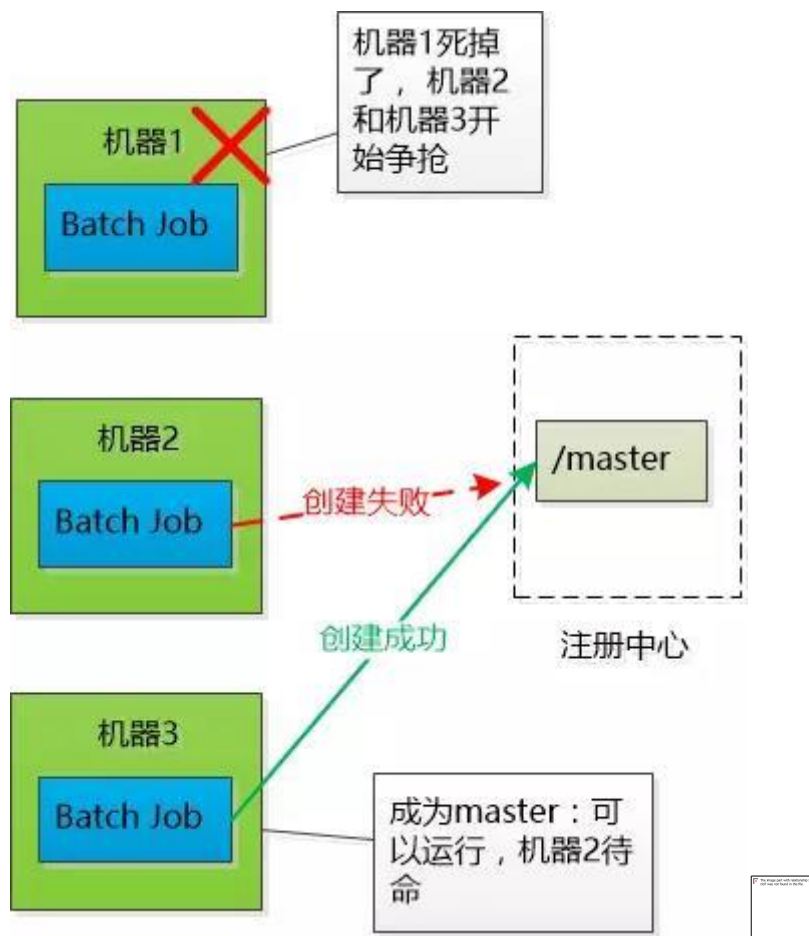 机器1死掉
了，机器2
和机器3开
始争抢
机器1
Batch Job
机器2
Batch Job
创建失败
/master
创建成功
注册中心
机器3
Batch Job
成为master：可
以运行，机器2待
命